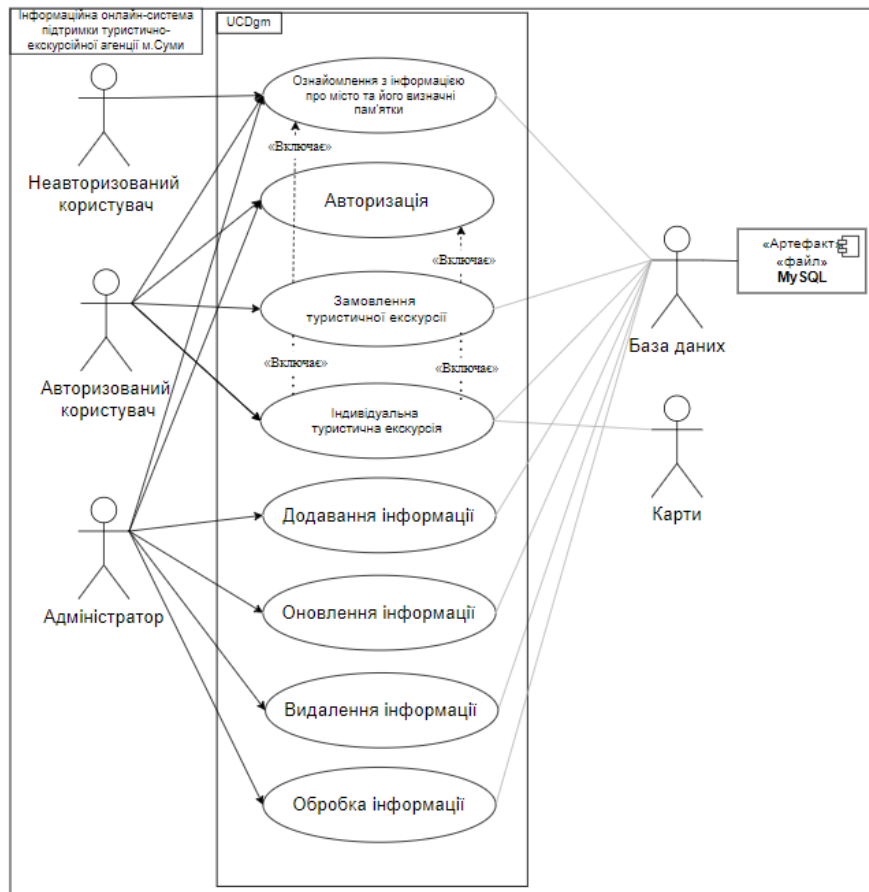 Інформаційна онлайн-система
підтримки туристично-
екскурсійної агенції м.Суми
UCDgm
Ознайомлення з інформацією
про місто та його визначні
пам'ятки
«Включає»
Неавторизований
користувач
Авторизація
«Артефакт»
«файл»
MySQL
«Включає»
Замовлення
туристичної екскурсії
База даних
«Включає»
«Включає»
Авторизований
користувач
Індивідуальна
туристична екскурсія
Карти
Додавання інформації
Адміністратор
Оновлення інформації
Видалення інформації
Обробка інформації